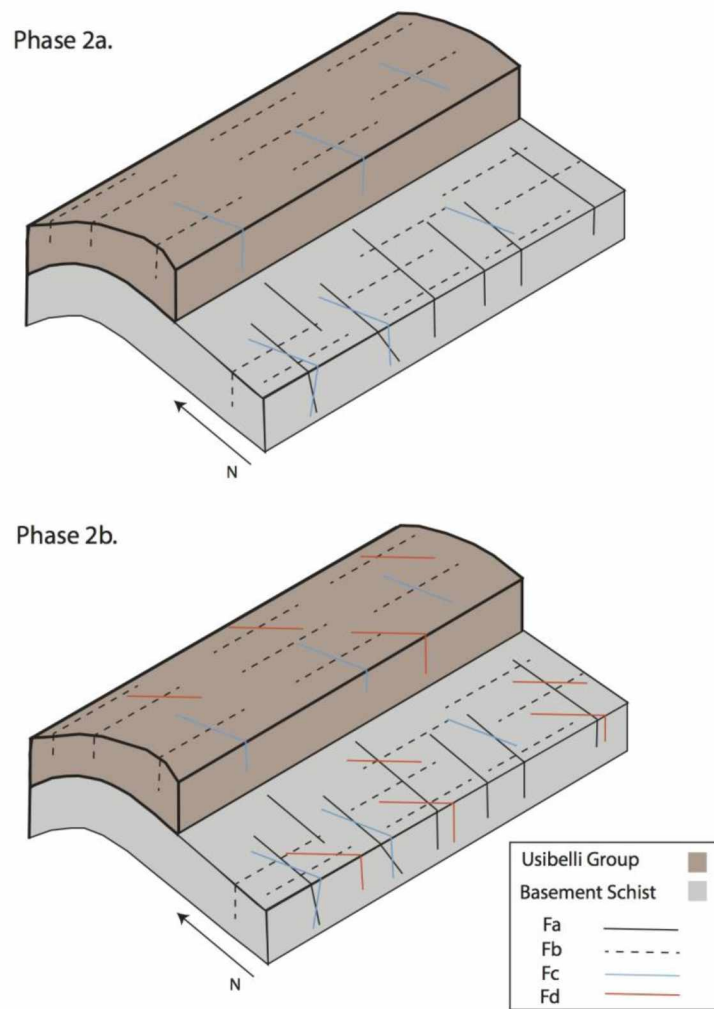 Phase 2a.
N
Phase 2b.
N
Usibelli Group
Basement Schist
Fa
Fb
Fc
Fd